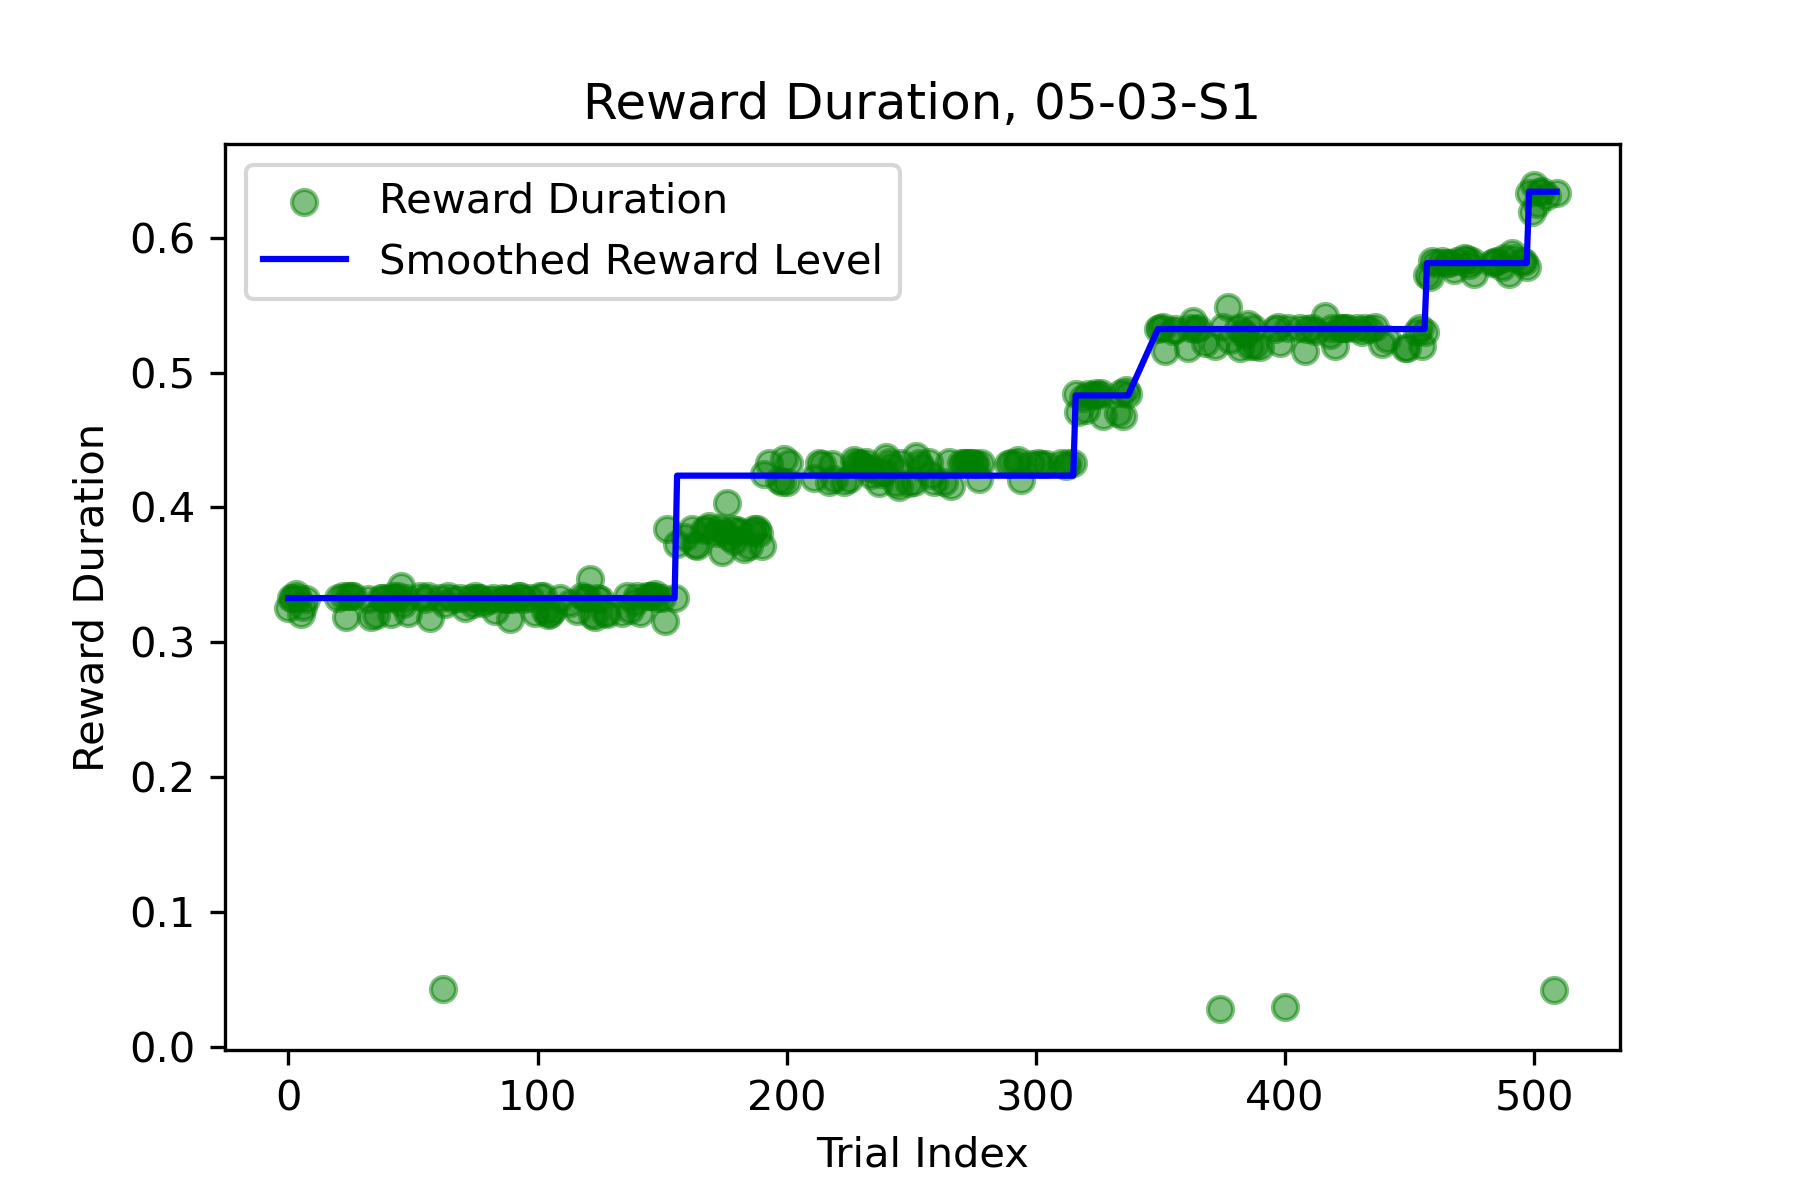 Reward Duration, 05-03-S1
Reward Duration
Smoothed Reward Level
Reward Duration
0.6
0.5
0.4
0.3
0.2
0.1
0.0
0 100 200 300 400 500
Trial Index